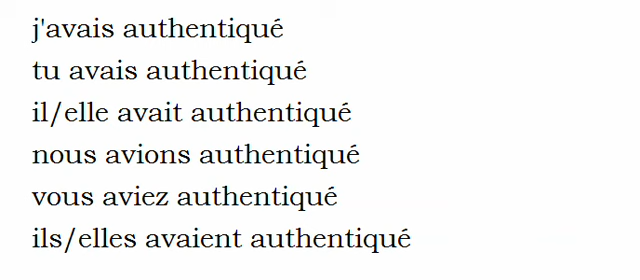 j'avais authentiqué
tu avais authentiqué
il/elle avait authentiqué
nous avions authentiqué
vous aviez authentiqué
ils/elles avaient authentiqué